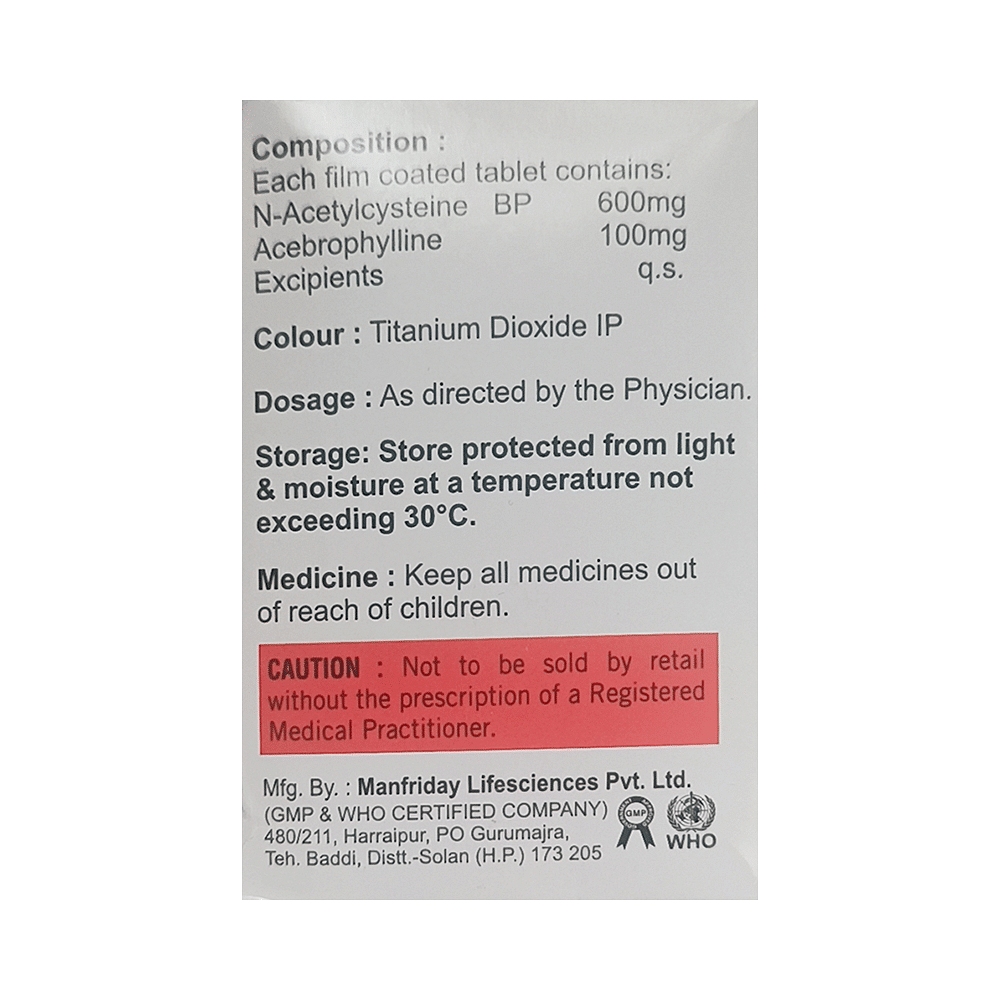 Composition :
Each film coated tablet contains:
N-Acetylcysteine BP 600mg
Acebrophylline 100mg
Excipients q.s.
Colour : Titanium Dioxide IP
Dosage : As directed by the Physician.
Storage: Store protected from light
& moisture at a temperature not
exceeding 30°C.
Medicine : Keep all medicines out
of reach of children.
CAUTION : Not to be sold by retail
without the prescription of a Registered
Medical Practitioner.
Mfg. By. : Manfriday Lifesciences Pvt. Ltd.
(GMP & WHO CERTIFIED COMPANY)
480/211, Harraipur, PO Gurumajra,
Teh. Baddi, Distt.-Solan (H.P.) 173 205
GMP
WHO